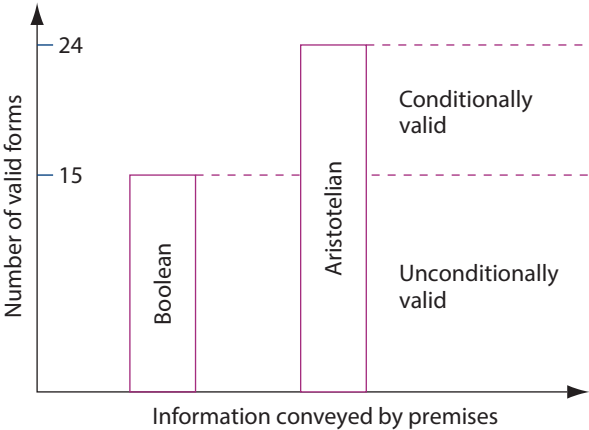 24
Conditionally
valid
15
Number of valid forms
Boolean
Aristotelian
Unconditionally
valid
Information conveyed by premises